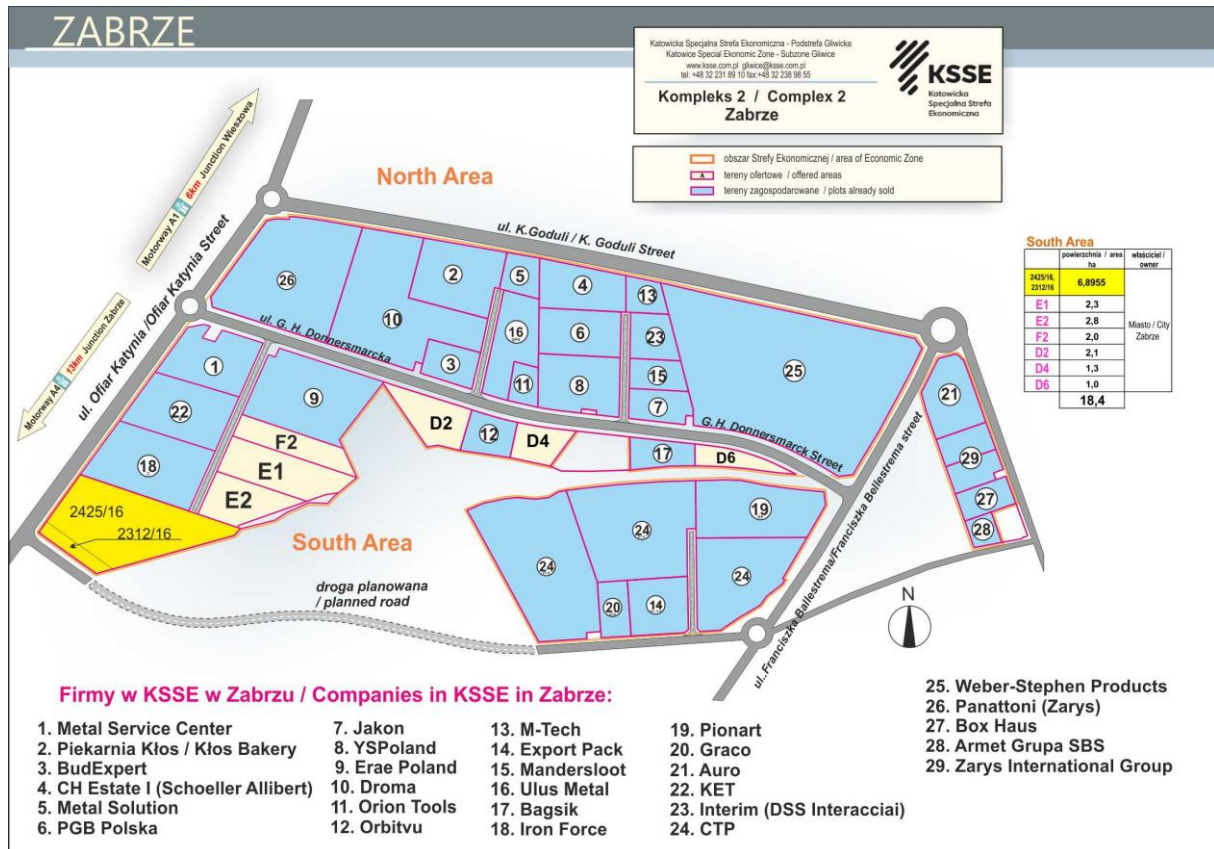 ZABRZE
Katowicka Specjalna Strefa Ekonomiczna - Podstrefa Gliwicka
Katowice Special Ekonomic Zone - Subzone Gliwice
www.ksse.com.pl gliwice@ksse.com.pl
tel: +48 32 231 89 10 fax:+48 32 238 98 55
Kompleks 2 / Complex 2
Zabrze
KSSE
Katowicka
Specjalna Strefa
Ekonomiczna
obszar Strefy Ekonomicznej / area of Economic Zone
A tereny ofertowe / offered areas
tereny zagospodarowane / plots already sold
Motorway A1 6km Junction Wieszowa
Motorway A4 13km Junction Zabrze
ul. Ofiar Katynia /Ofiar Katynia Street
North Area
ul. K.Goduli / K. Goduli Street
ul. G. H. Donnersmarcka
G.H. Donnersmarck Street
ul..Franciszka Ballestrema/Franciszka Bellestrema street
26
10
2
3
5
16
11
4
6
8
13
23
15
7
25
1
22
18
9
F2
E1
E2
D2
12
D4
17
D6
21
29
27
28
2425/16
2312/16
South Area
24
24
19
24
20
14
droga planowana
/ planned road
N
South Area
powierzchnia / area ha właściciel / owner
2425/16, 2312/16 6,8955
E1 2,3
E2 2,8
F2 2,0
D2 2,1
D4 1,3
D6 1,0
Miasto / City
Zabrze
18,4
Firmy w KSSE w Zabrzu / Companies in KSSE in Zabrze:
1. Metal Service Center
2. Piekarnia Kłos / Kłos Bakery
3. BudExpert
4. CH Estate I (Schoeller Allibert)
5. Metal Solution
6. PGB Polska
7. Jakon
8. YSPoland
9. Erae Poland
10. Droma
11. Orion Tools
12. Orbitvu
13. M-Tech
14. Export Pack
15. Mandersloot
16. Ulus Metal
17. Bagsik
18. Iron Force
19. Pionart
20. Graco
21. Auro
22. KET
23. Interim (DSS Interacciai)
24. CTP
25. Weber-Stephen Products
26. Panattoni (Zarys)
27. Box Haus
28. Armet Grupa SBS
29. Zarys International Group